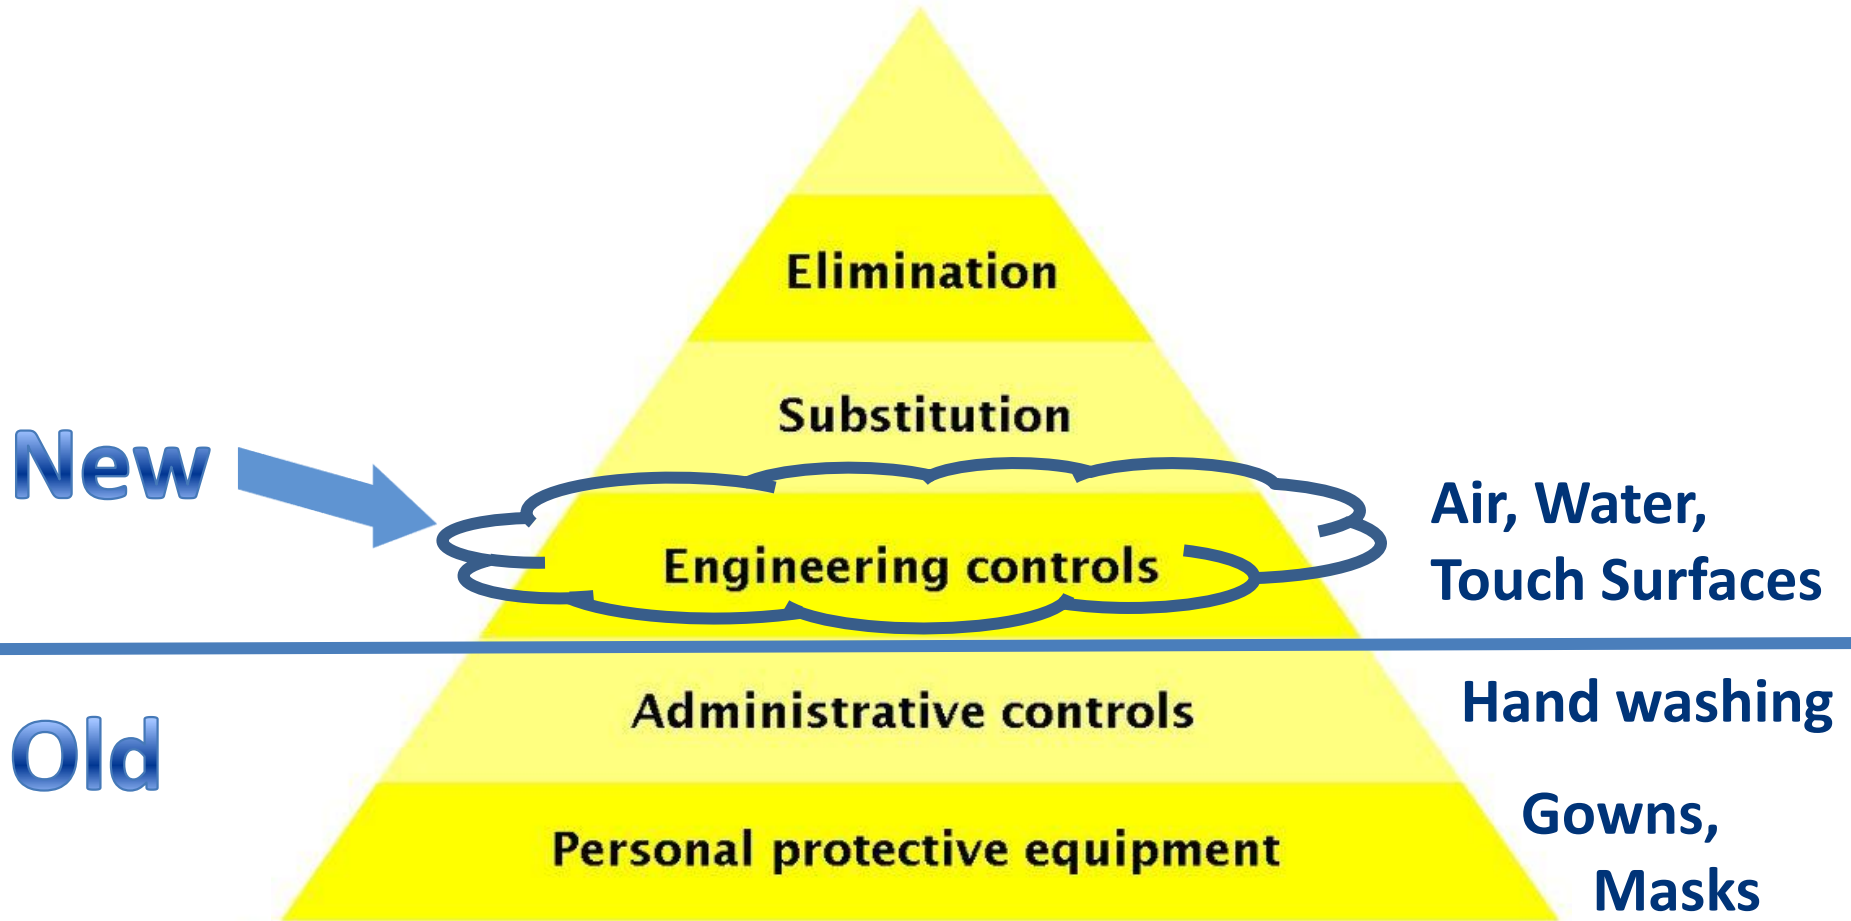 Elimination
Substitution
New
Engineering controls
Air, Water,
Touch Surfaces
Old
Administrative controls
Hand washing
Personal protective equipment
Gowns,
Masks